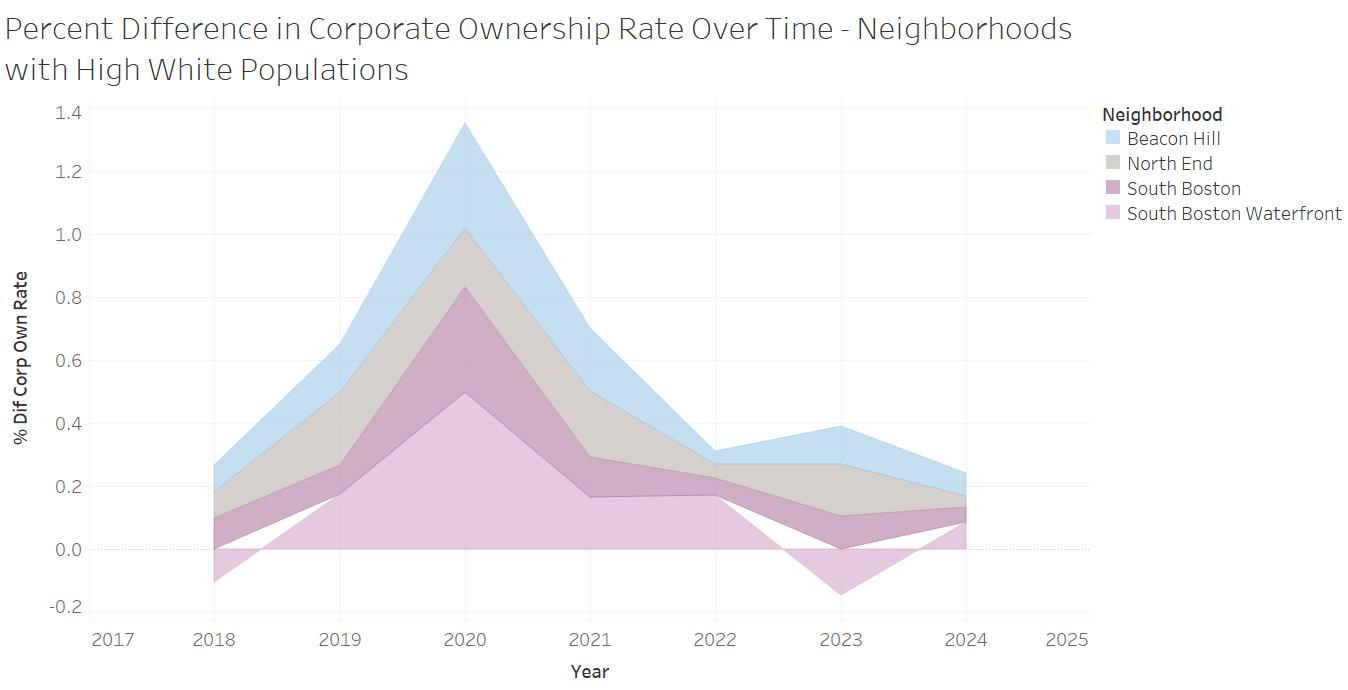 Percent Difference in Corporate Ownership Rate Over Time - Neighborhoods
with High White Populations
Neighborhood
Beacon Hill
North End
South Boston
South Boston Waterfront
% Dif Corp Own Rate
1.4
1.2
1.0
0.8
0.6
0.4
0.2
0.0
-0.2
2017 2018 2019 2020 2021 2022 2023 2024 2025
Year